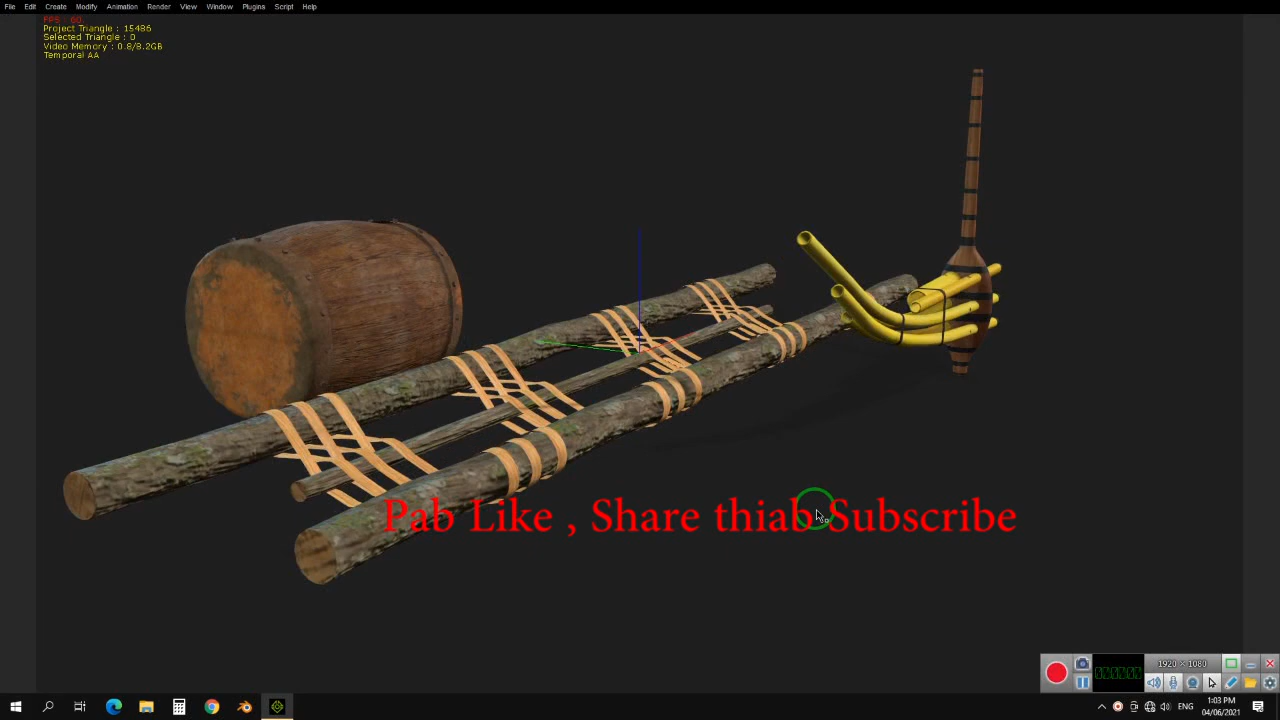 File Edit Create Modify Animation Render View Window Plugins Script Help
FPS : 60
Project Triangle : 15486
Selected Triangle : 0
Video Memory : 0.8/8.2GB
Temporal AA
Pab Like , Share thiab Subscribe
1920 × 1080
ENG
1:03 PM
04/06/2021